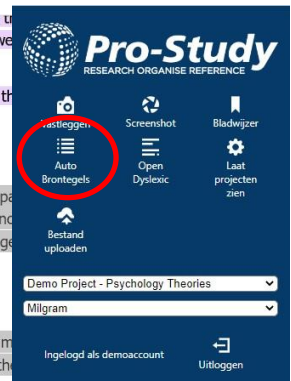 Pro-Study
RESEARCH ORGANISE REFERENCE
Vastleggen Screenshot Bladwijzer
Auto Brontegels
Open Dyslexic
Laat projecten zien
Bestand uploaden
Demo Project - Psychology Theories
Milgram
Ingelogd als demoaccount Uitloggen